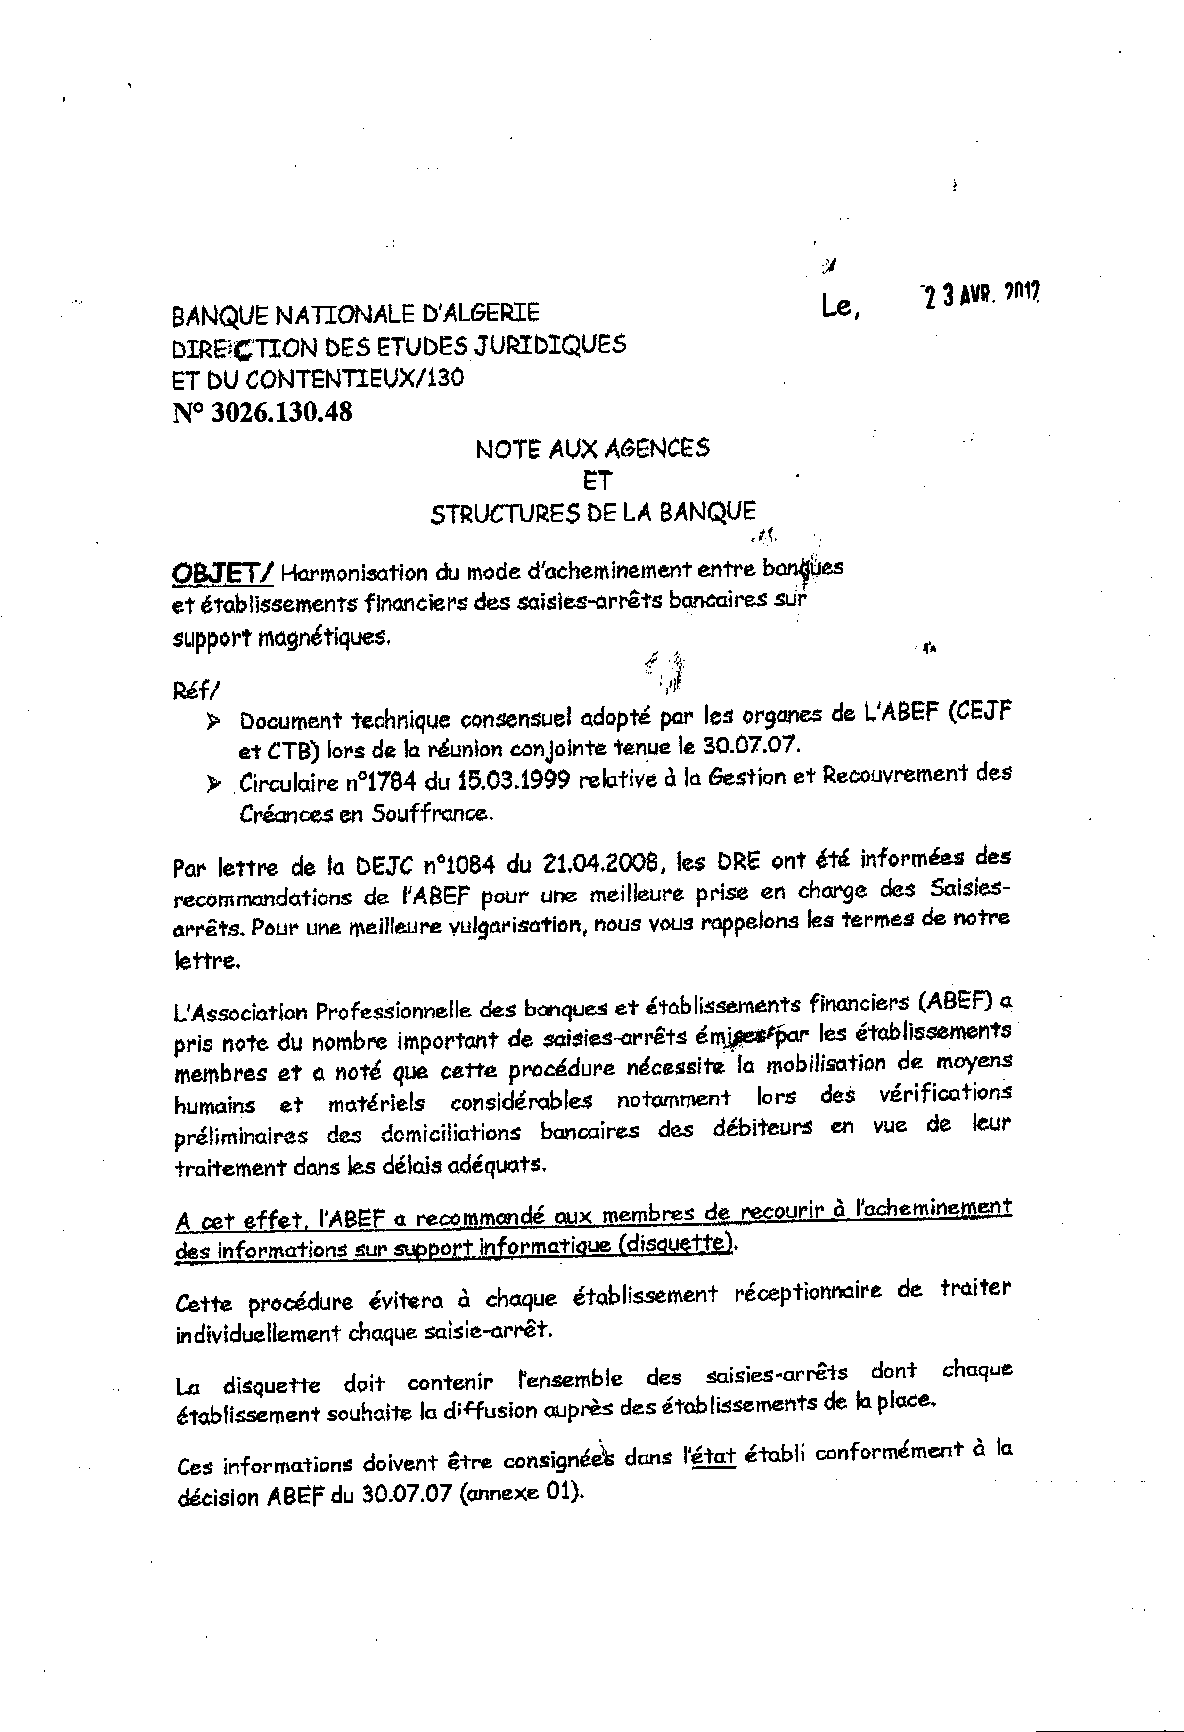 Le, 23 AVR. 2012
BANQUE NATIONALE D'ALGERIE
DIRECTION DES ETUDES JURIDIQUES
ET DU CONTENTIEUX/130
N° 3026.130.48
NOTE AUX AGENCES
ET
STRUCTURES DE LA BANQUE
OBJET/ Harmonisation du mode d'acheminement entre banques
et établissements financiers des saisies-arrêts bancaires sur
support magnétiques.
Réf/
➢ Document technique consensuel adopté par les organes de L'ABEF (CEJF
et CTB) lors de la réunion conjointe tenue le 30.07.07.
➢ Circulaire n°1784 du 15.03.1999 relative à la Gestion et Recouvrement des
Créances en Souffrance.
Par lettre de la DEJC n°1084 du 21.04.2008, les DRE ont été informées des
recommandations de l'ABEF pour une meilleure prise en charge des Saisies-
arrêts. Pour une meilleure vulgarisation, nous vous rappelons les termes de notre
lettre.
L'Association Professionnelle des banques et établissements financiers (ABEF) a
pris note du nombre important de saisies-arrêts émises par les établissements
membres et a noté que cette procédure nécessite la mobilisation de moyens
humains et matériels considérables notamment lors des vérifications
préliminaires des domiciliations bancaires des débiteurs en vue de leur
traitement dans les délais adéquats.
A cet effet, l'ABEF a recommandé aux membres de recourir à l'acheminement
des informations sur support informatique (disquette).
Cette procédure évitera à chaque établissement réceptionnaire de traiter
individuellement chaque saisie-arrêt.
La disquette doit contenir l'ensemble des saisies-arrêts dont chaque
établissement souhaite la diffusion auprès des établissements de la place.
Ces informations doivent être consignées dans l'état établi conformément à la
décision ABEF du 30.07.07 (annexe 01).